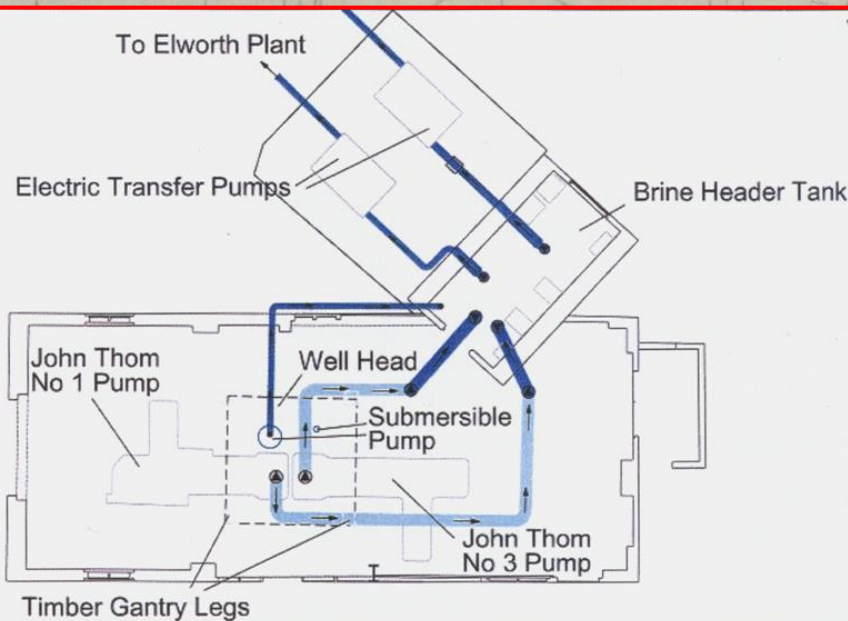 To Elworth Plant
Electric Transfer Pumps
Brine Header Tank
John Thom
No 1 Pump
Well Head
Submersible
Pump
John Thom
No 3 Pump
Timber Gantry Legs